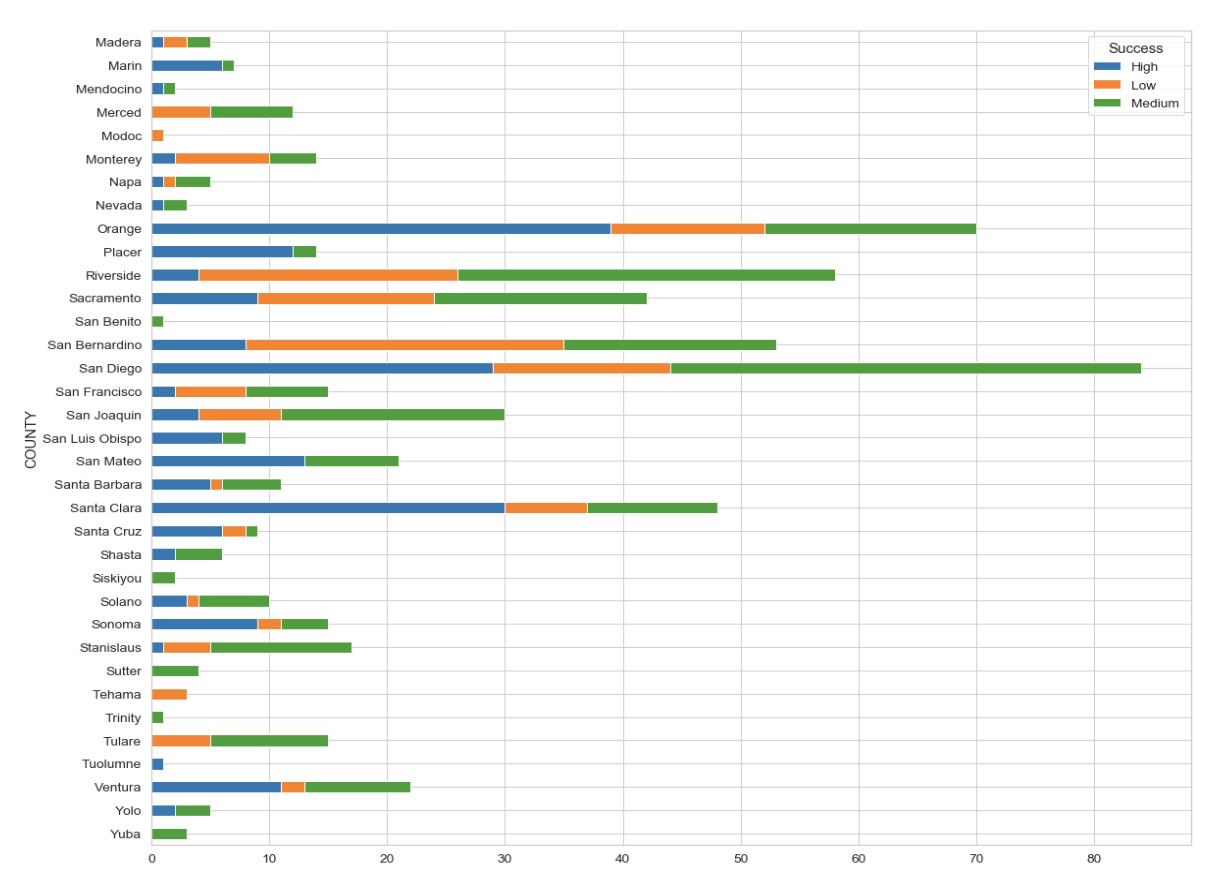 Success
High
Low
Medium
COUNTY
Madera
Marin
Mendocino
Merced
Modoc
Monterey
Napa
Nevada
Orange
Placer
Riverside
Sacramento
San Benito
San Bernardino
San Diego
San Francisco
San Joaquin
San Luis Obispo
San Mateo
Santa Barbara
Santa Clara
Santa Cruz
Shasta
Siskiyou
Solano
Sonoma
Stanislaus
Sutter
Tehama
Trinity
Tulare
Tuolumne
Ventura
Yolo
Yuba
0 10 20 30 40 50 60 70 80